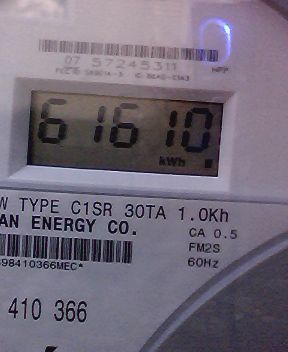 07 57245311
61610
kWh
W TYPE C1SR 30TA 1.0Kh
AN ENERGY CO.
CA 0.5
FM2S
98410366MEC*
60Hz
410 366